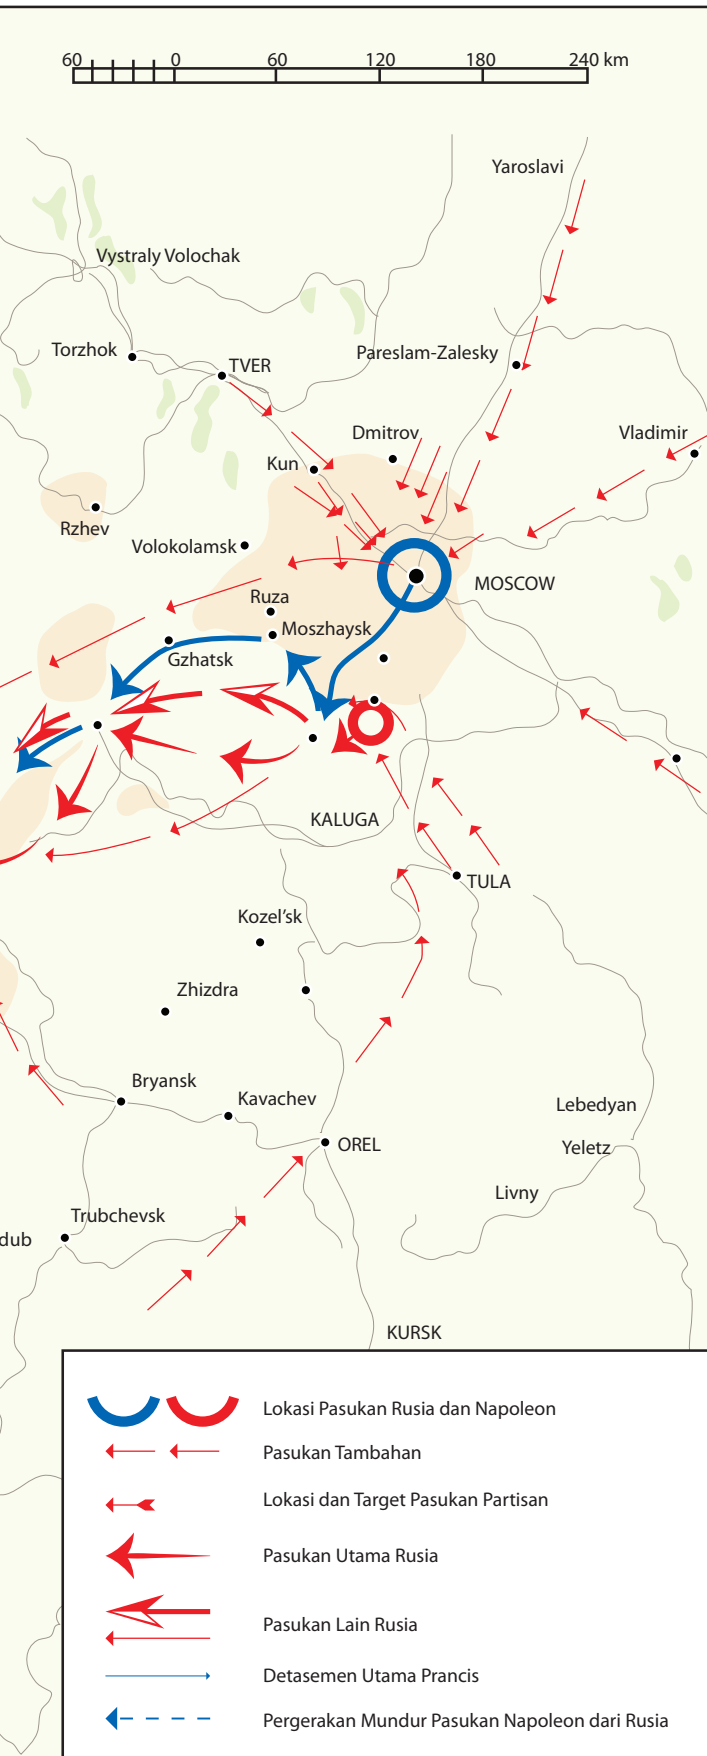 60 0 60 120 180 240 km
Yaroslavi
Vystraly Volochak
Torzhok
TVER
Pareslam-Zalesky
Dmitrov
Vladimir
Kun
Rzhev
Volokolamsk
MOSCOW
Ruza
Moszhaysk
Gzhatsk
KALUGA
TULA
Kozel'sk
Zhizdra
Bryansk
Kavachev
Lebedyan
OREL
Yeletz
Livny
Trubchevsk
dub
KURSK
Lokasi Pasukan Rusia dan Napoleon
Pasukan Tambahan
Lokasi dan Target Pasukan Partisan
Pasukan Utama Rusia
Pasukan Lain Rusia
Detasemen Utama Prancis
Pergerakan Mundur Pasukan Napoleon dari Rusia